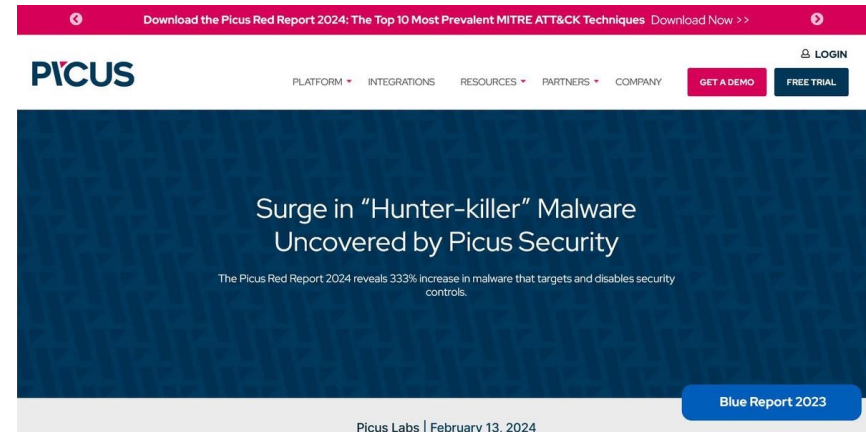 Download the Picus Red Report 2024: The Top 10 Most Prevalent MITRE ATT&CK Techniques Download Now >>
LOGIN
PICUS
PLATFORM INTEGRATIONS RESOURCES PARTNERS COMPANY GET A DEMO FREE TRIAL
Surge in “Hunter-killer” Malware
Uncovered by Picus Security
The Picus Red Report 2024 reveals 333% increase in malware that targets and disables security
controls.
Blue Report 2023
Picus Labs | February 13, 2024